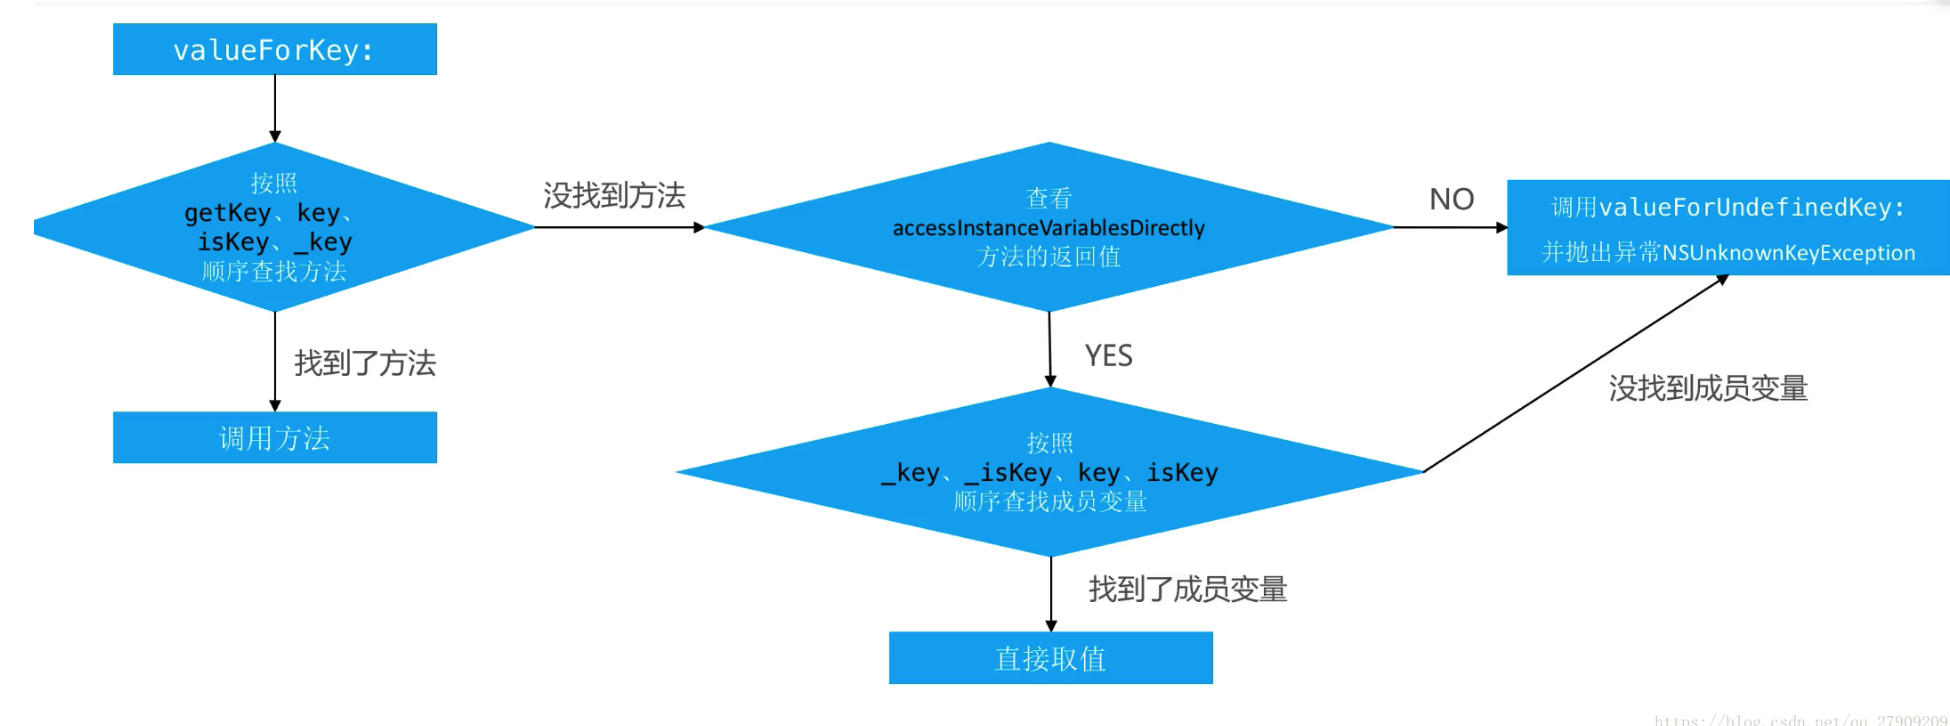 valueForKey:
按照
getKey、key、
isKey、_key
顺序查找方法
没找到方法
查看
accessInstanceVariablesDirectly
方法的返回值
NO
调用valueForUndefinedKey:
并抛出异常NSUnknownKeyException
找到了方法
调用方法
YES
没找到成员变量
按照
_key、_isKey、key、isKey
顺序查找成员变量
找到了成员变量
直接取值
https://blog.csdn.net/qq_27909209